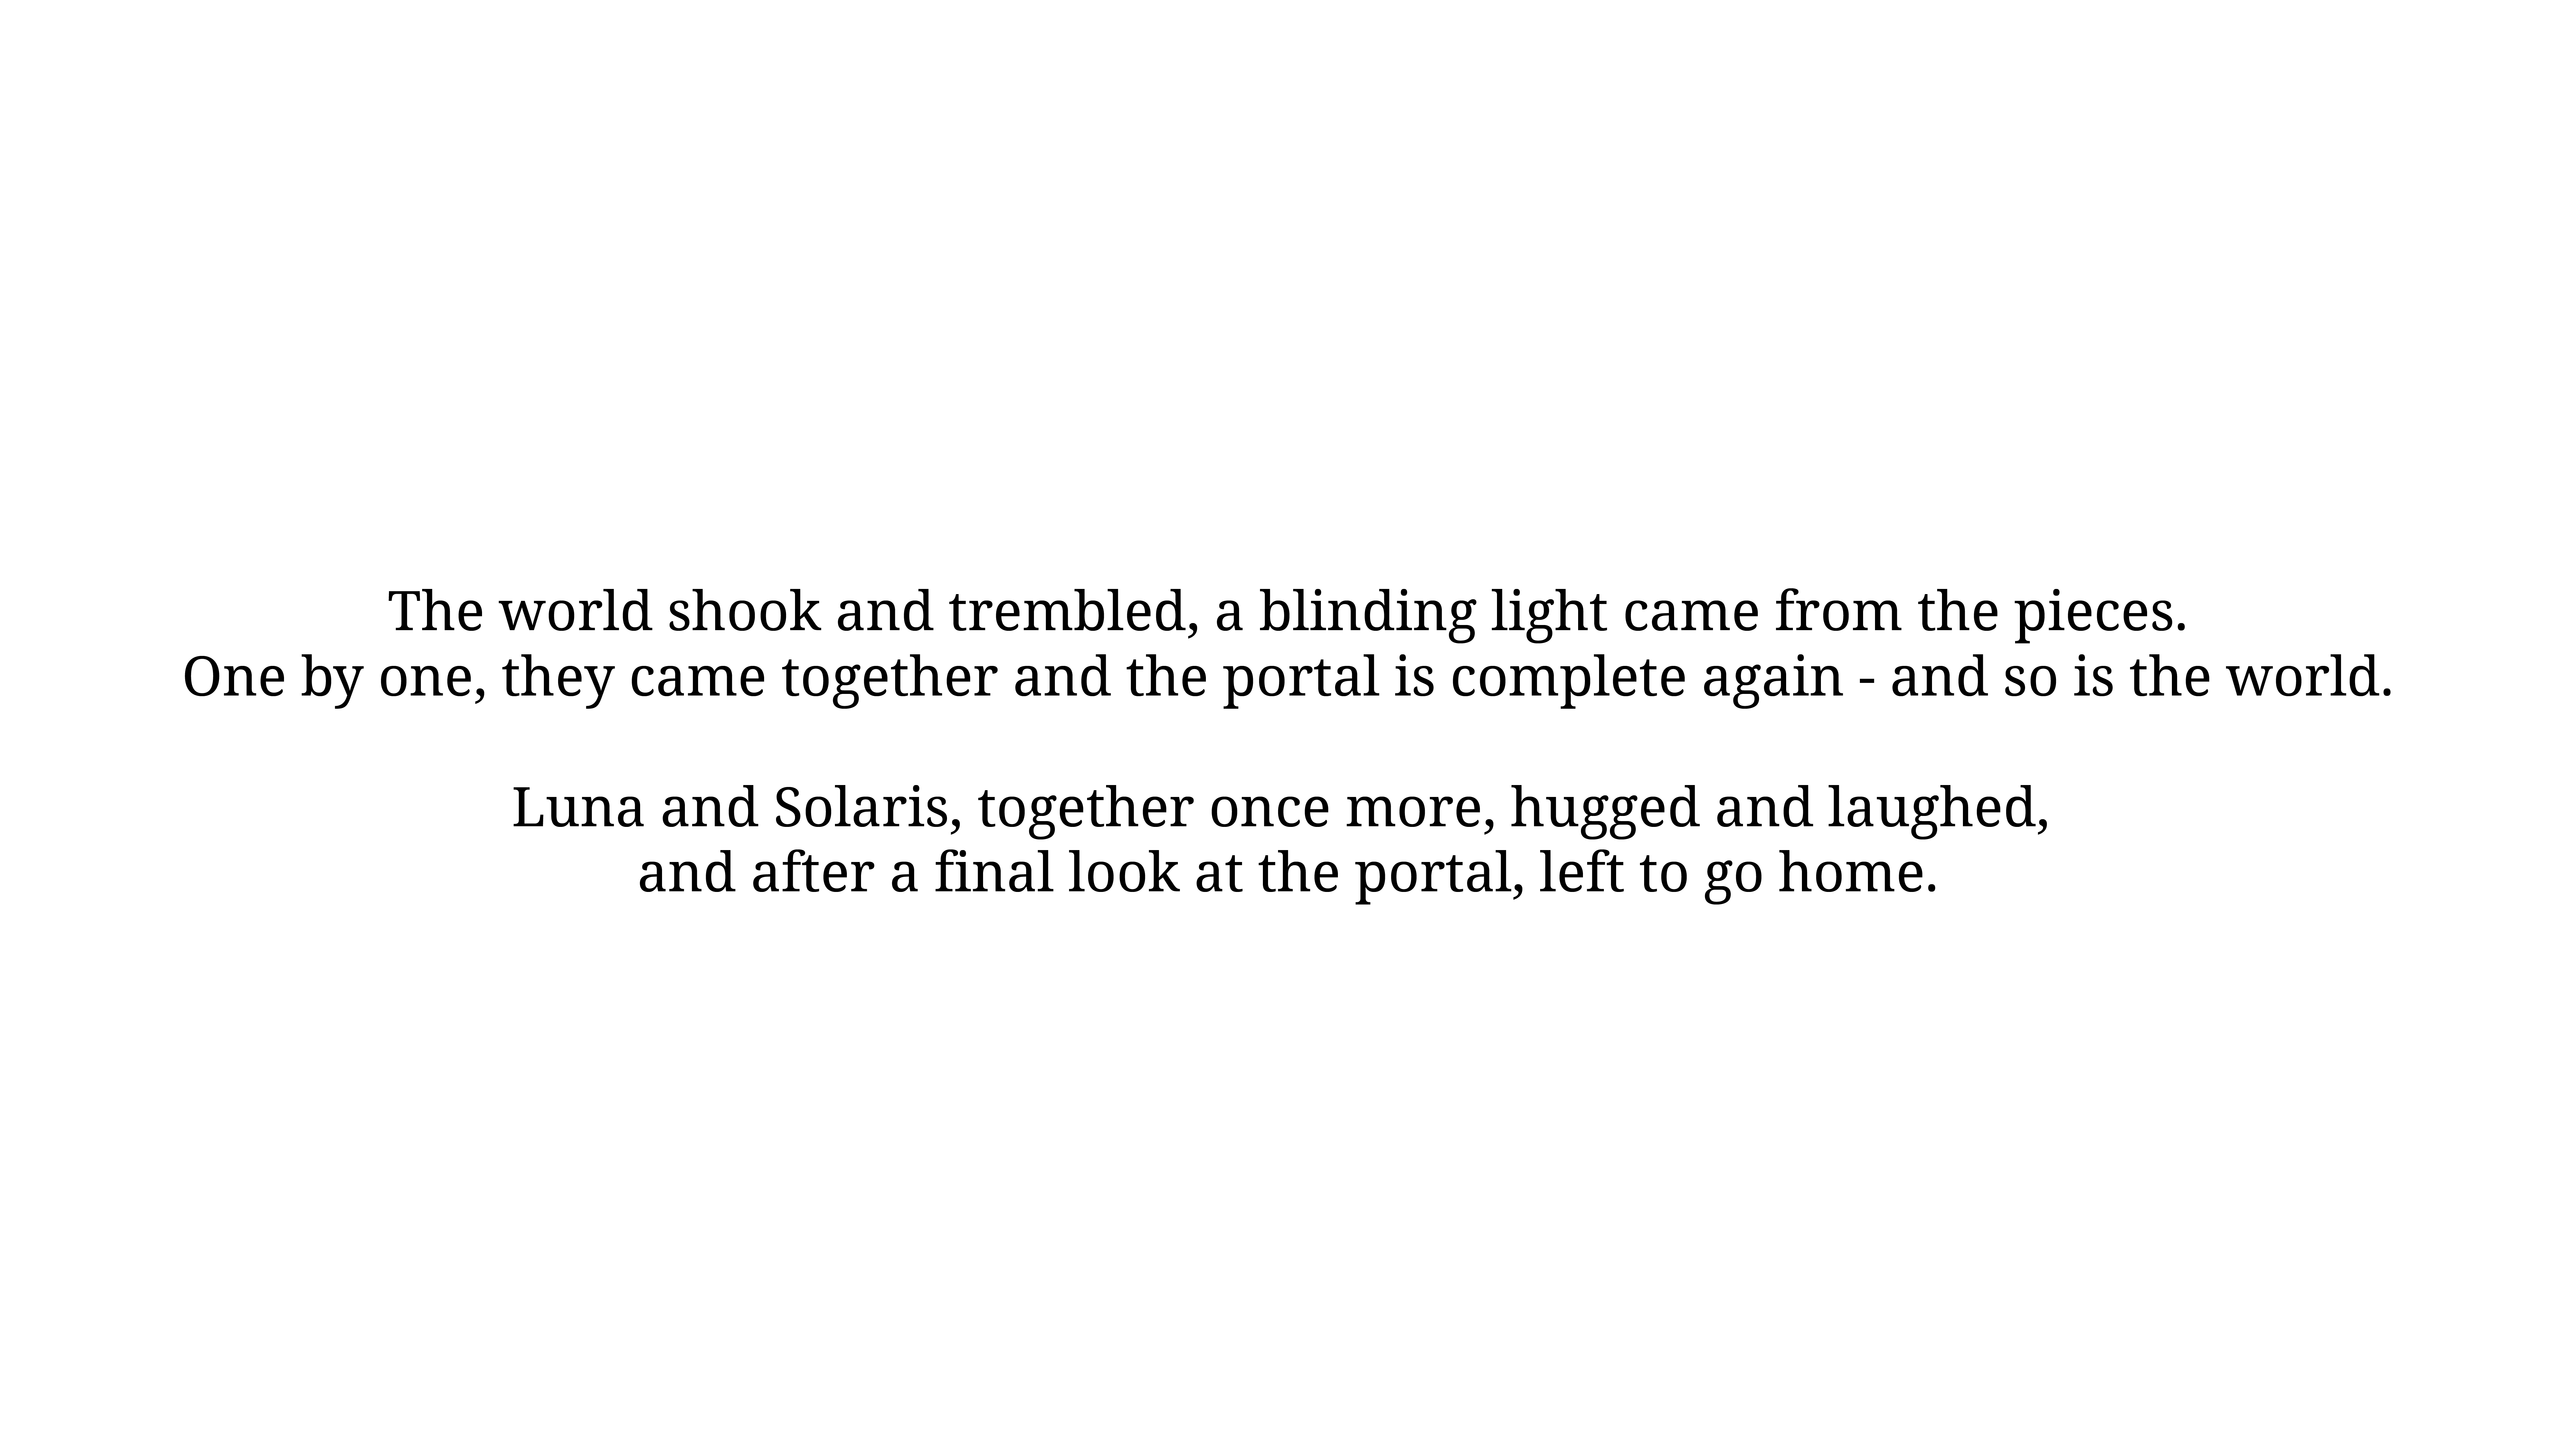 The world shook and trembled, a blinding light came from the pieces.
One by one, they came together and the portal is complete again - and so is the world.
Luna and Solaris, together once more, hugged and laughed,
and after a final look at the portal, left to go home.